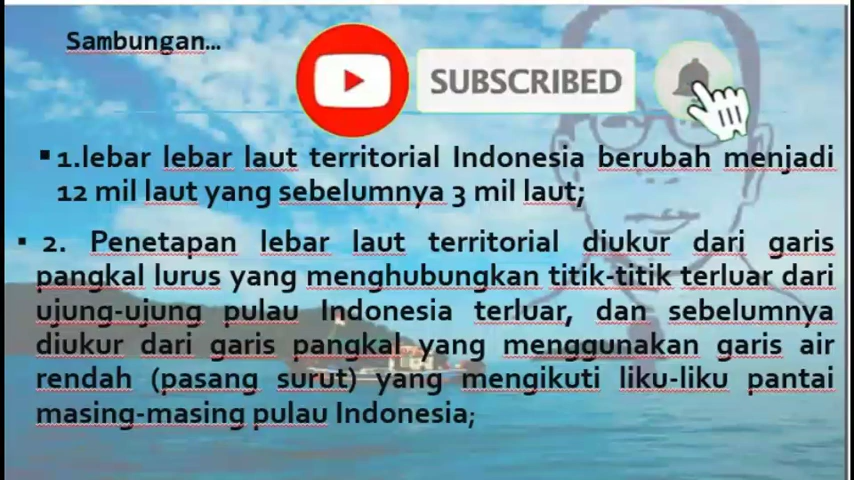 Sambungan...
SUBSCRIBED
▪ 1.lebar lebar laut territorial Indonesia berubah menjadi
12 mil laut yang sebelumnya 3 mil laut;
▪ 2. Penetapan lebar laut territorial diukur dari garis
pangkal lurus yang menghubungkan titik-titik terluar dari
ujung-ujung pulau Indonesia terluar, dan sebelumnya
diukur dari garis pangkal yang menggunakan garis air
rendah (pasang surut) yang mengikuti liku-liku pantai
masing-masing pulau Indonesia;